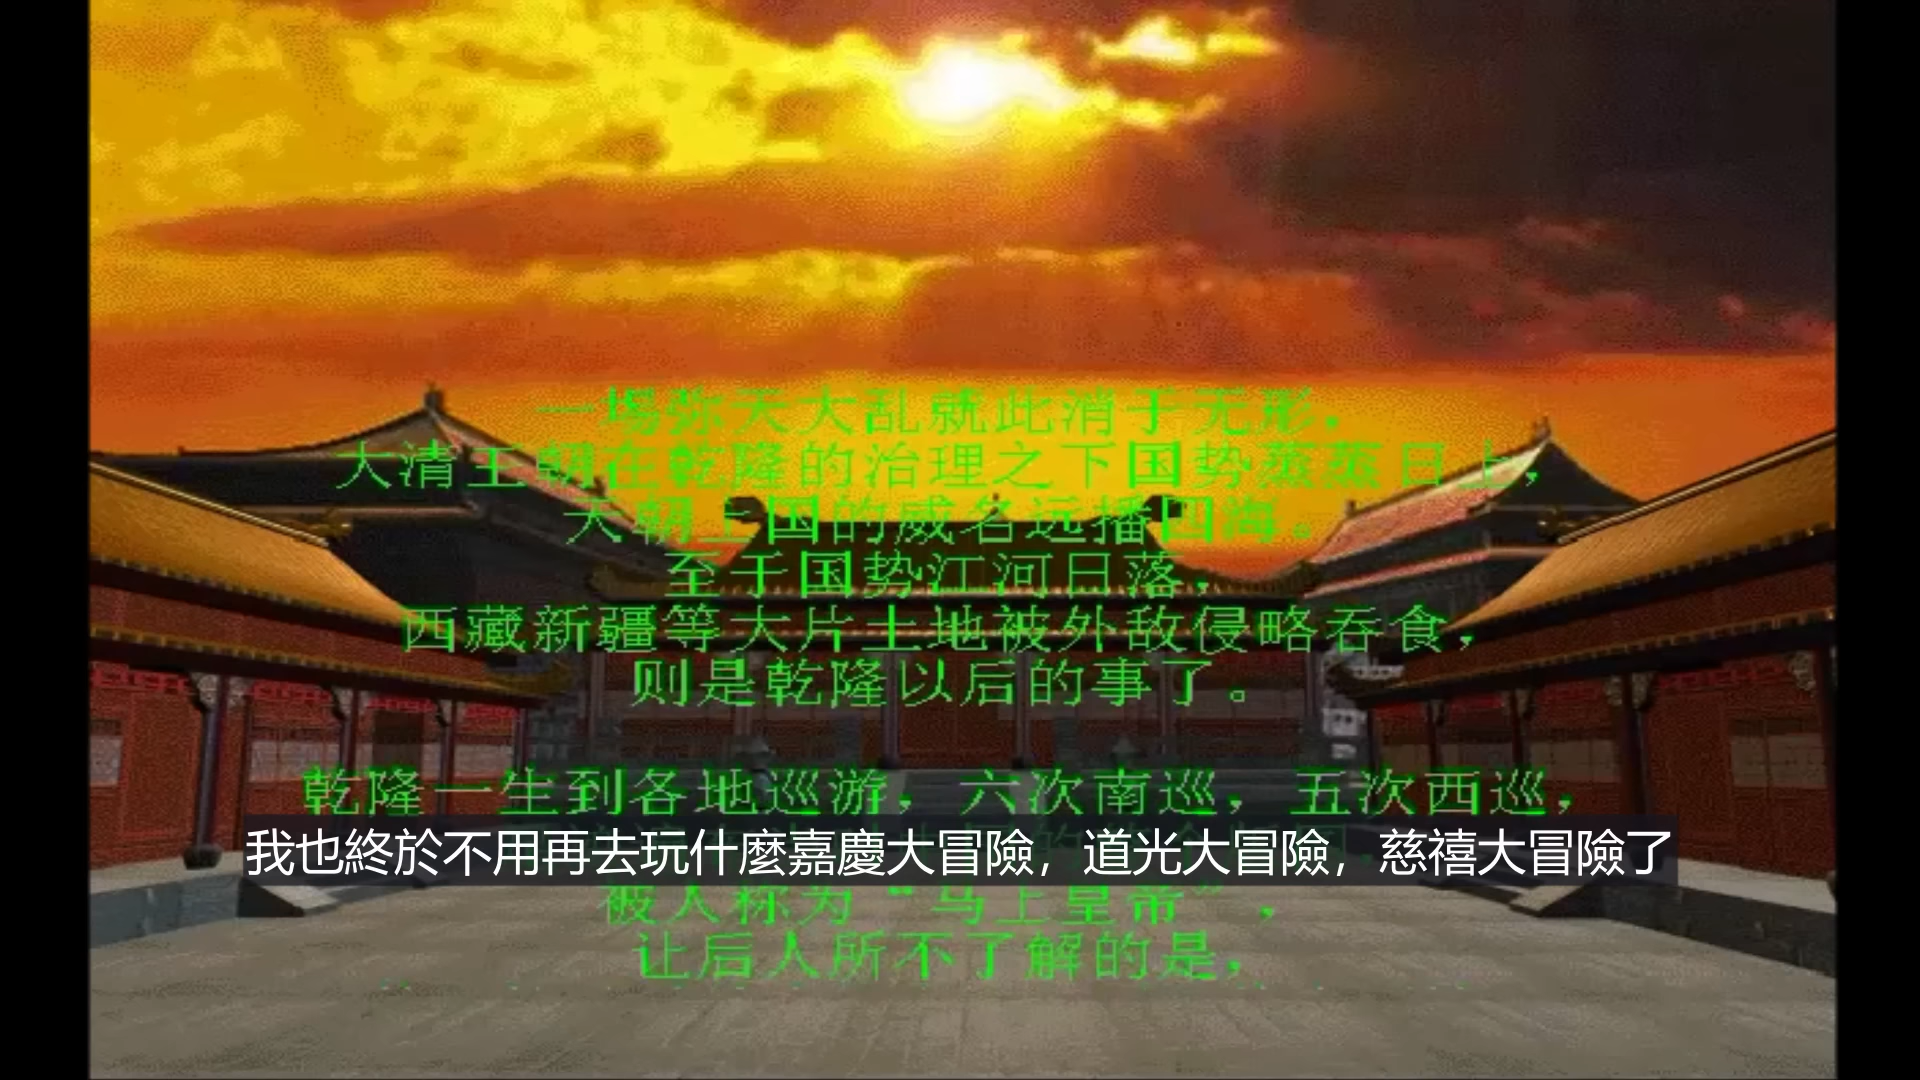 一場弥天大乱就此消于无形。
大清王朝在乾隆的治理之下国势蒸蒸日上，
大朝上国的威名远播四海。
至于国势江河日落，
西藏新疆等大片土地被外敌侵略吞食，
则是乾隆以后的事了。
乾隆一生到各地巡游，六次南巡，五次西巡，
我也終於不用再去玩什麼嘉慶大冒險，道光大冒險，慈禧大冒險了
被人称为“马上皇帝”，
让后人所不了解的是，